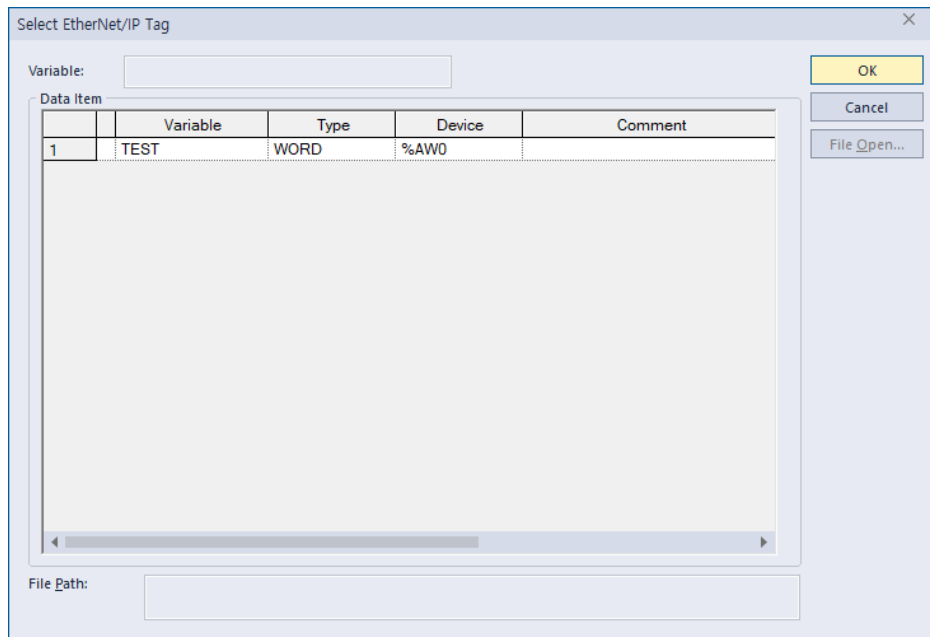 Select EtherNet/IP Tag
Variable:
OK
Data Item
Cancel
Variable Type Device Comment
File Open...
1 TEST WORD %AW0
File Path: